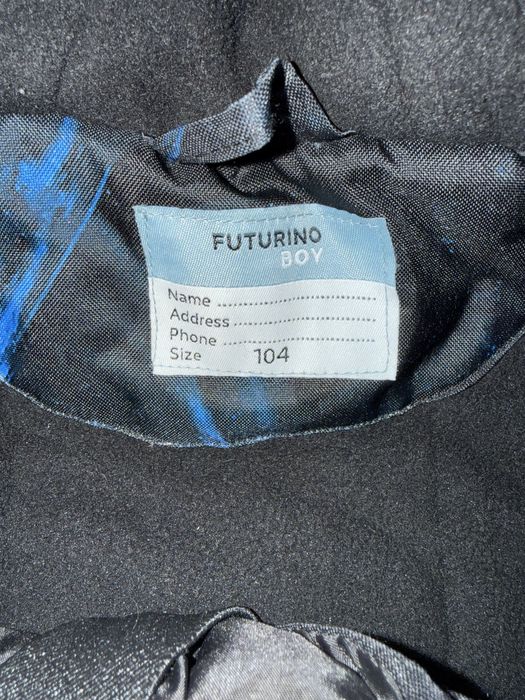 FUTURINO
BOY
Name ....................................
Address ..............................
Phone .................................
Size 104